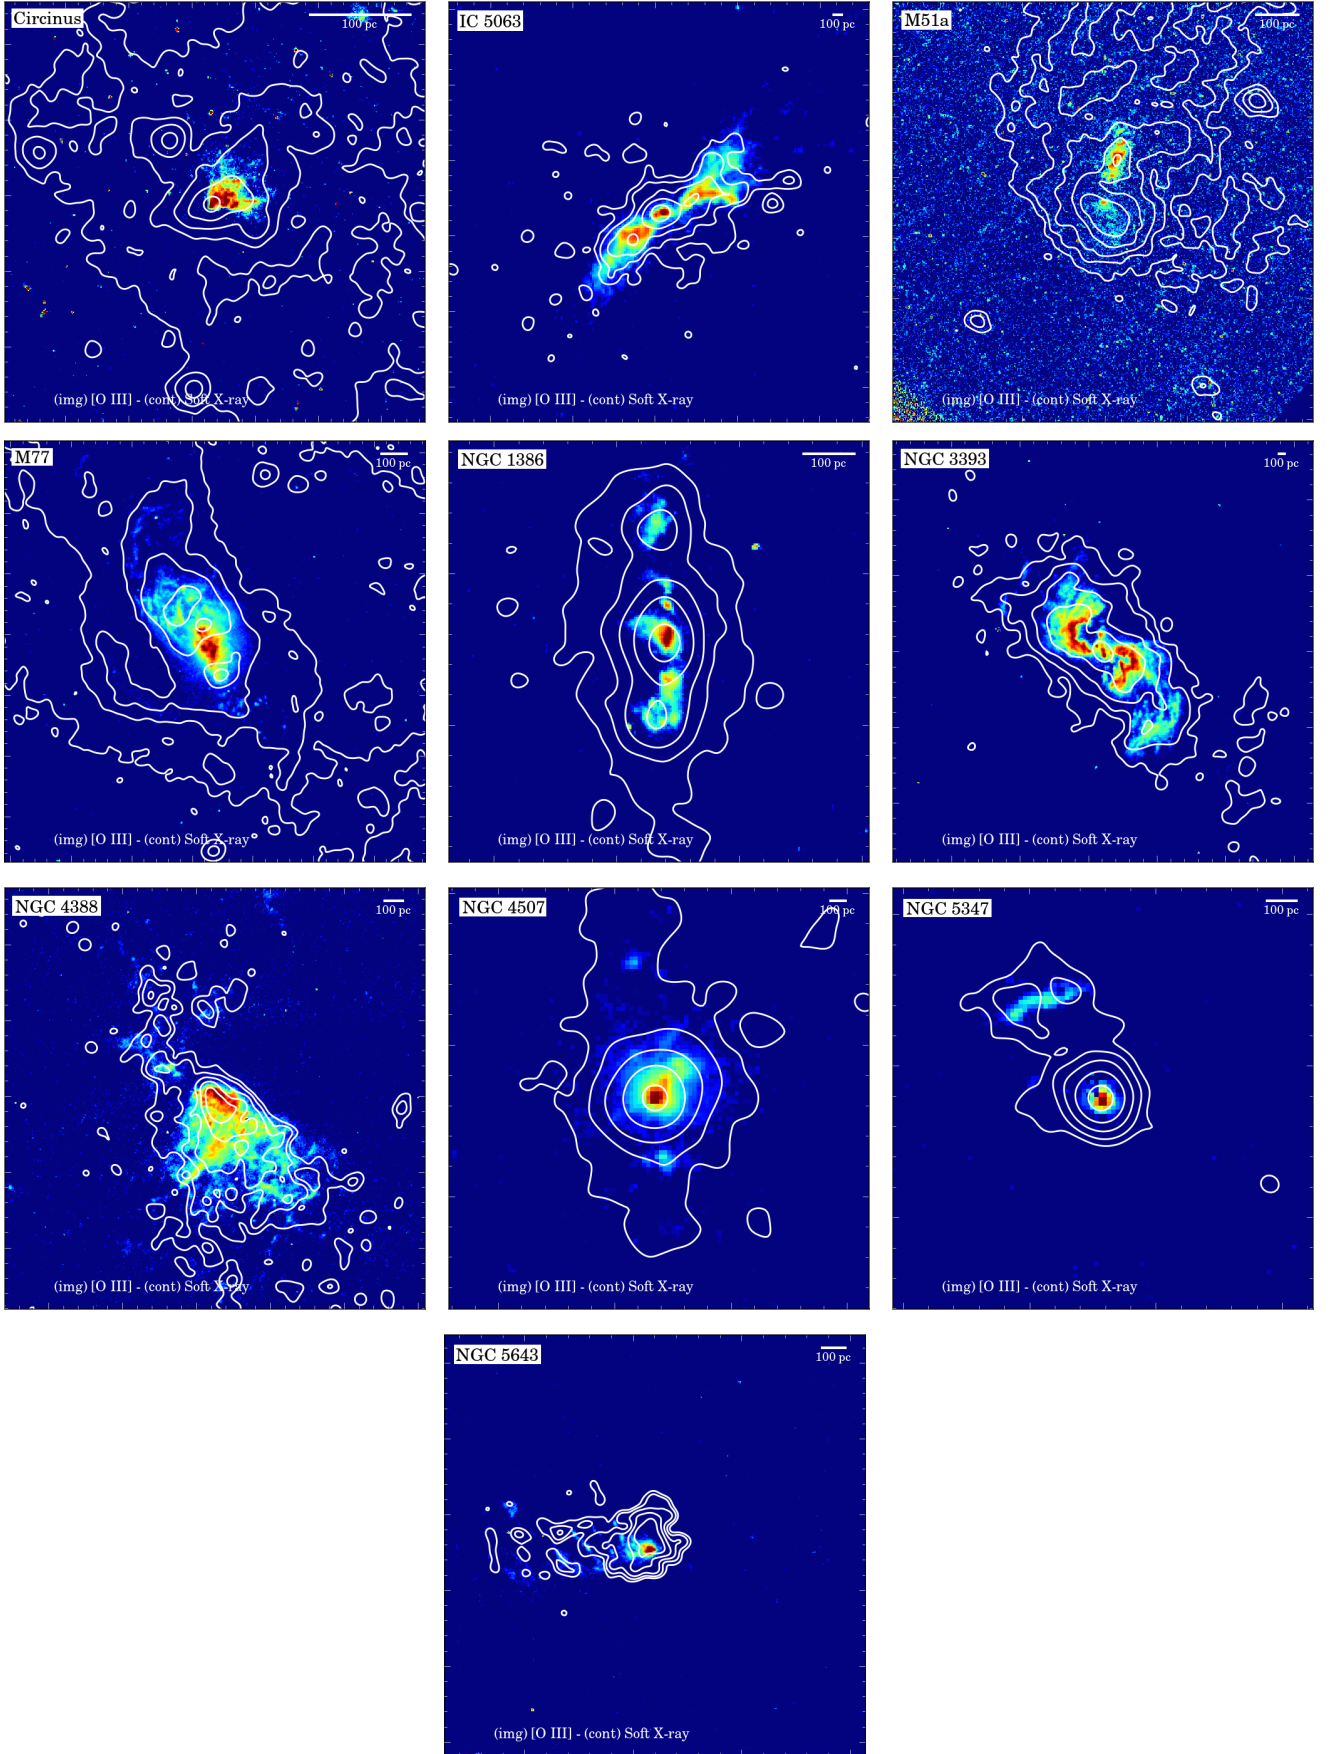 Circinus
100 pc
(img) [O III] - (cont) Soft X-ray
IC 5063
100 pc
(img) [O III] - (cont) Soft X-ray
M51a
100 pc
(img) [O III] - (cont) Soft X-ray
M77
100 pc
(img) [O III] - (cont) Soft X-ray
NGC 1386
100 pc
(img) [O III] - (cont) Soft X-ray
NGC 3393
100 pc
(img) [O III] - (cont) Soft X-ray
NGC 4388
100 pc
(img) [O III] - (cont) Soft X-ray
NGC 4507
100 pc
(img) [O III] - (cont) Soft X-ray
NGC 5347
100 pc
(img) [O III] - (cont) Soft X-ray
NGC 5643
100 pc
(img) [O III] - (cont) Soft X-ray